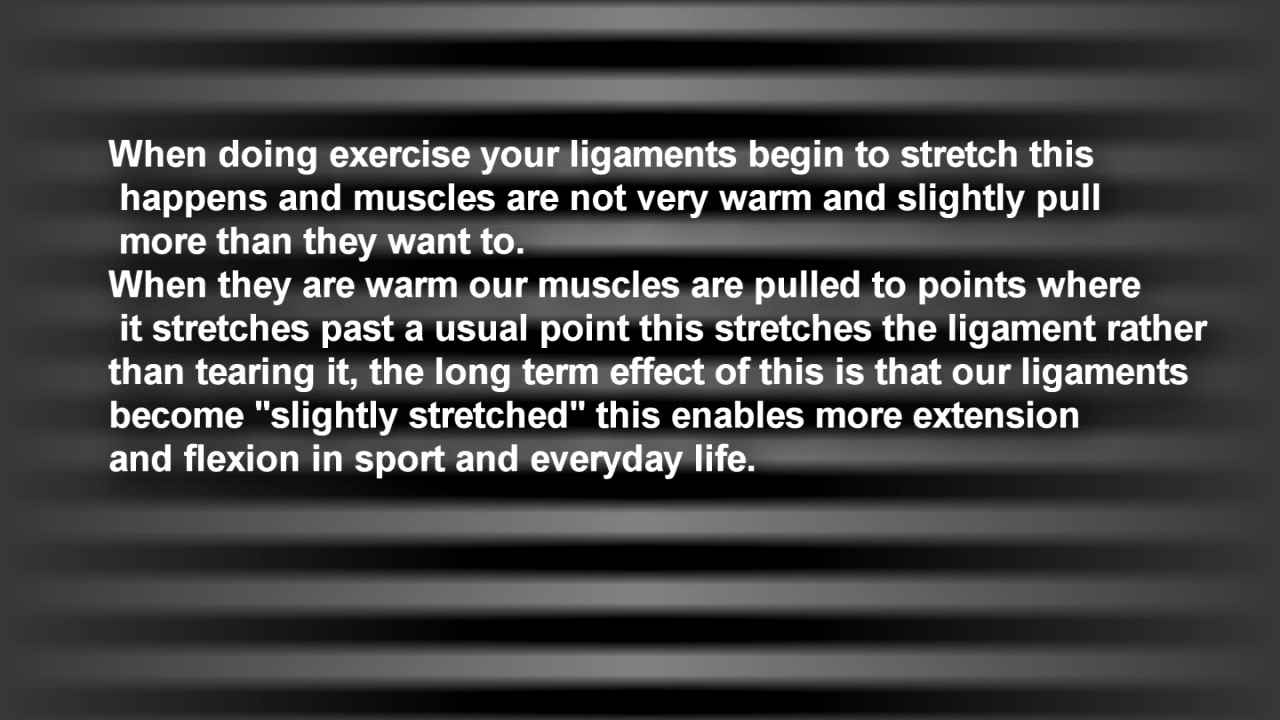 When doing exercise your ligaments begin to stretch this
happens and muscles are not very warm and slightly pull
more than they want to.
When they are warm our muscles are pulled to points where
it stretches past a usual point this stretches the ligament rather
than tearing it, the long term effect of this is that our ligaments
become "slightly stretched" this enables more extension
and flexion in sport and everyday life.